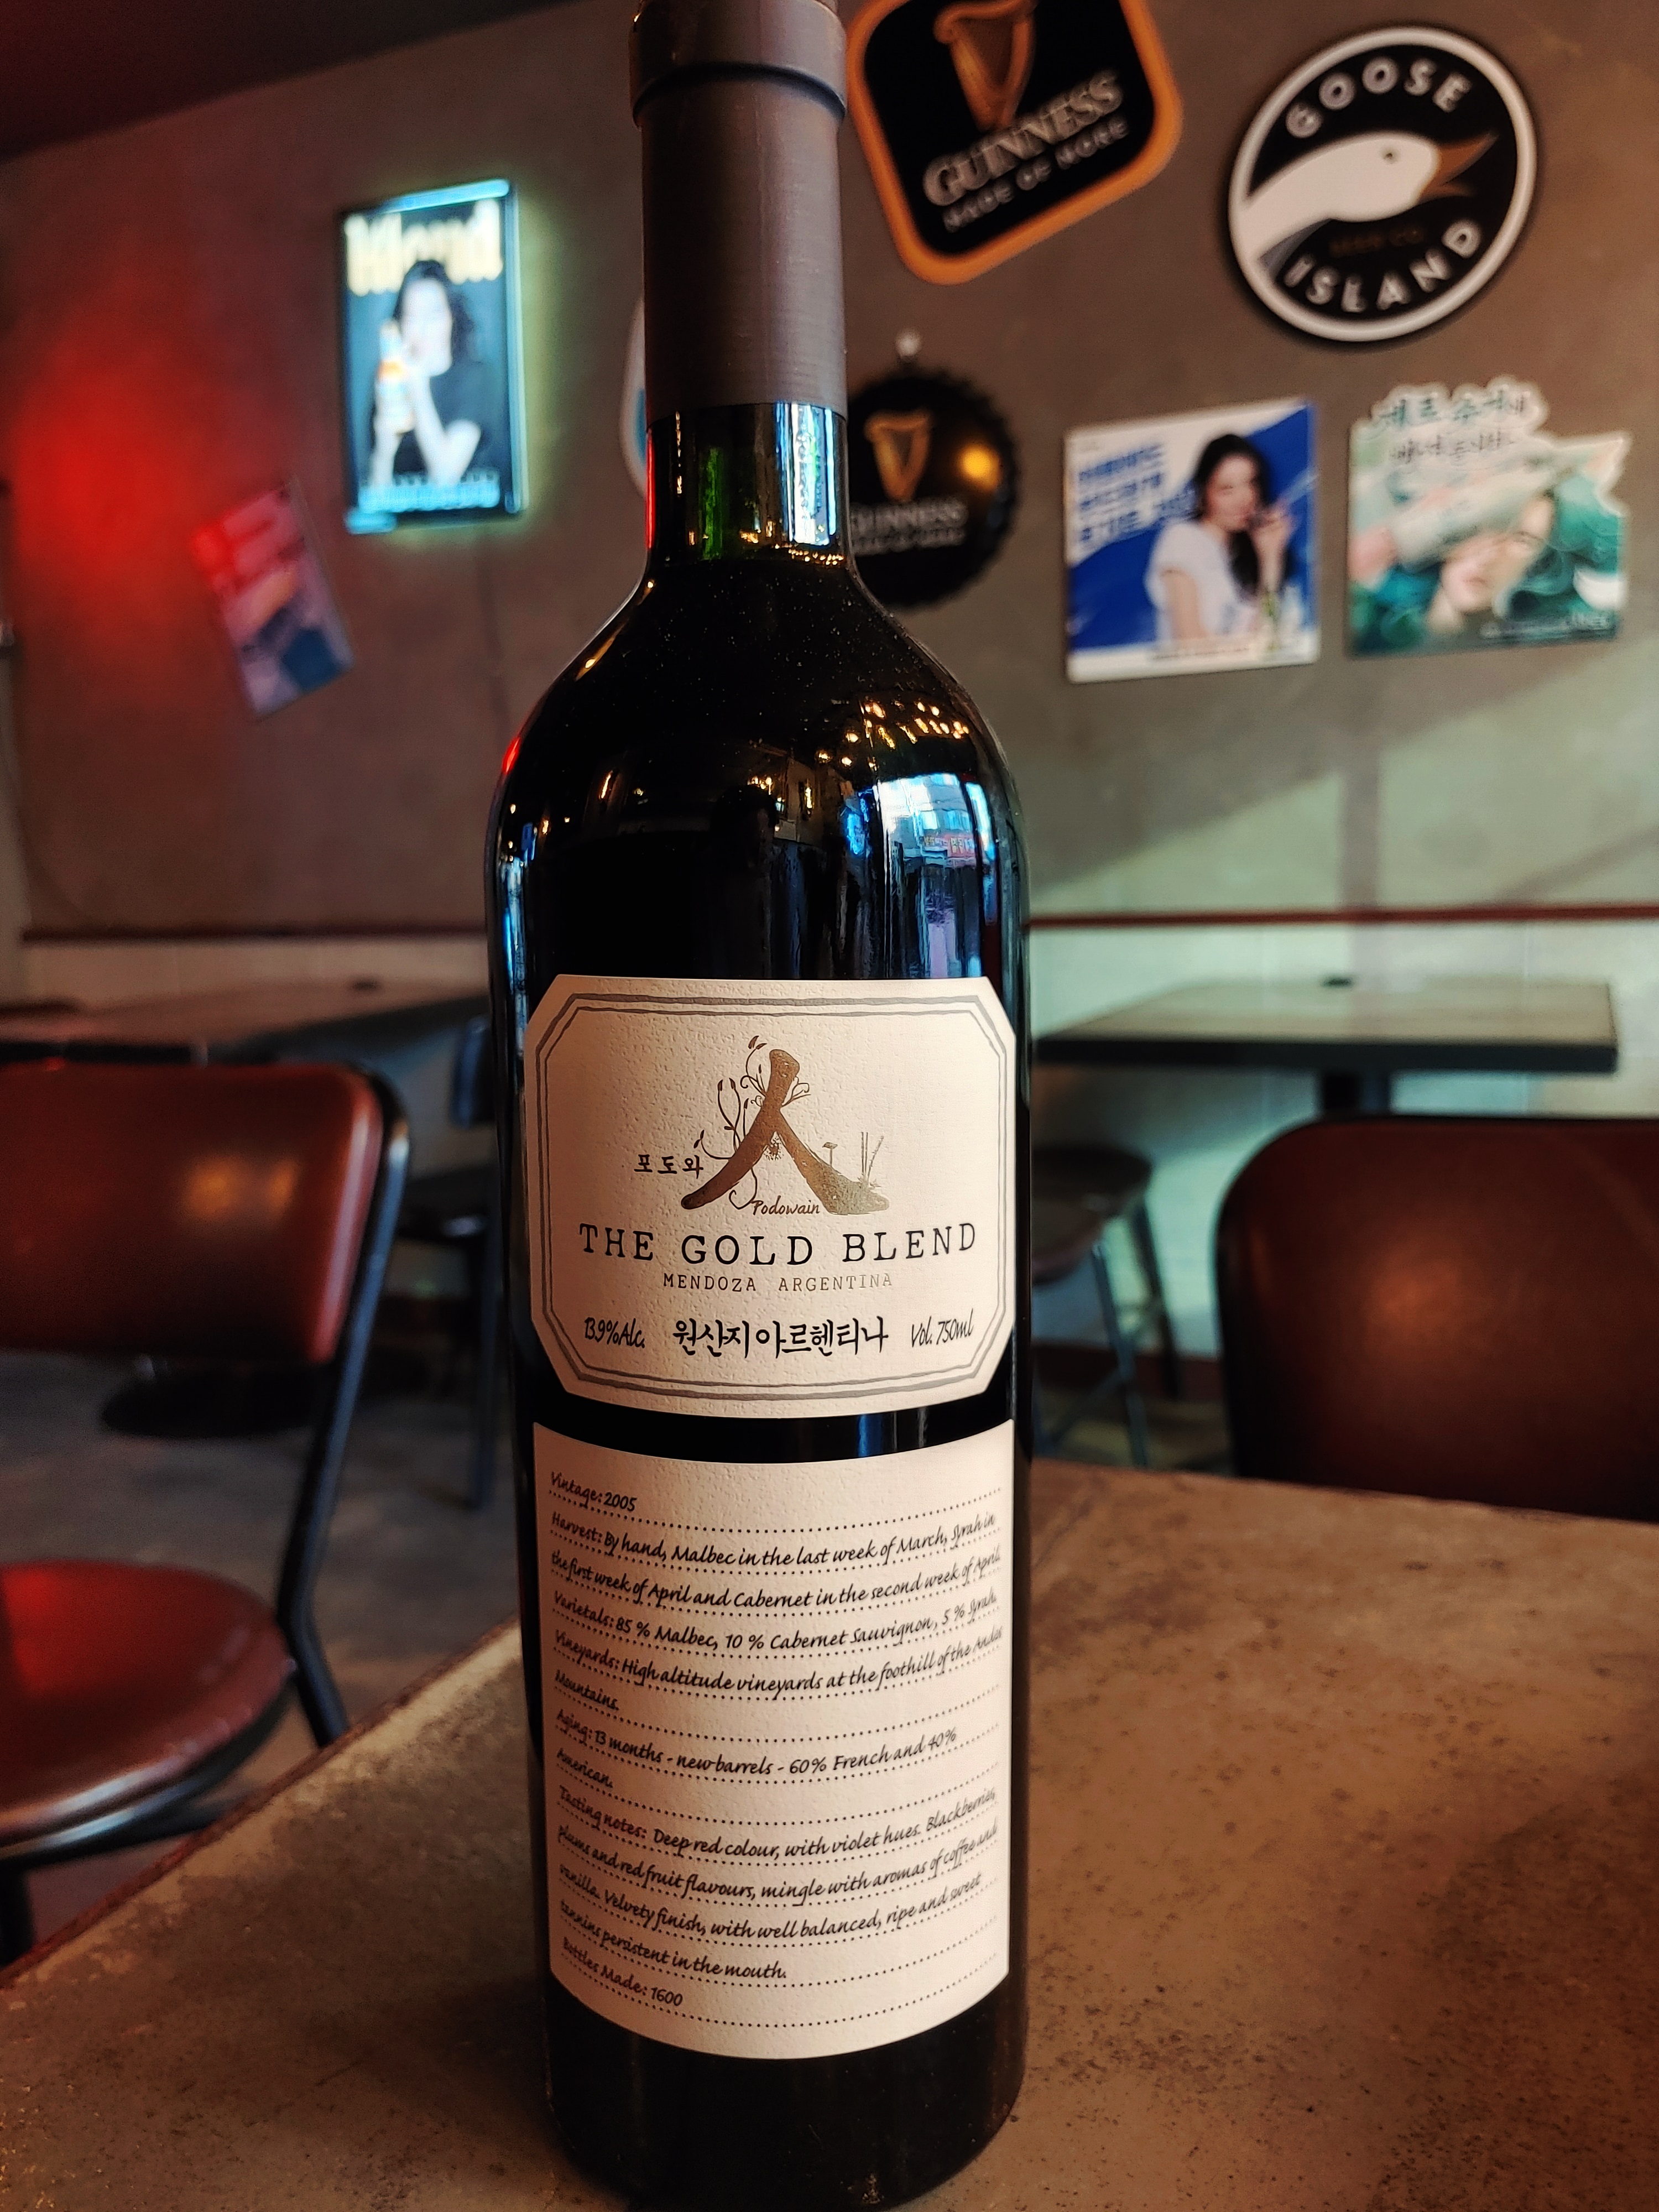 GUINNESS
MADE OF MORE
GOOSE
ISLAND
GUINNESS
포도와 人
Podowain
THE GOLD BLEND
MENDOZA ARGENTINA
13.9%Alc. 원산지아르헨티나 Vol. 750ml
Vintage: 2005
Harvest: By hand, Malbec in the last week of March, Syrah in
the first week of April and Cabernet in the second week of April.
Varietals: 85 % Malbec, 10 % Cabernet Sauvignon, 5 % Syrah.
Vineyards: High altitude vineyards at the foothill of the Andes
Mountains.
Aging: 13 months - new barrels - 60% French and 40%
American.
Tasting notes: Deep red colour, with violet hues. Blackberries,
plums and red fruit flavours, mingle with aromas of coffee and
vanilla. Velvety finish, with well balanced, ripe and sweet
tannins persistent in the mouth.
Bottles Made: 1600